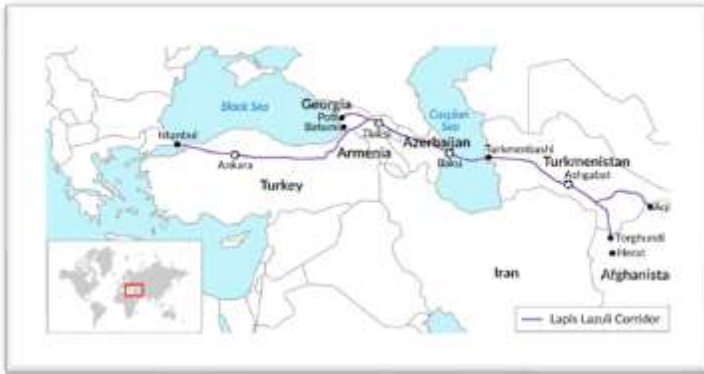 Black Sea
Georgia
Poti
Batumi
Tbilisi
Caspian
Sea
Istanbul
Ankara
Armenia
Azerbaijan
Baku
Turkmenbashi
Turkmenistan
Ashgabat
Turkey
Torghundi
Herat
Iran
Afghanista
Lapis Lazuli Corridor